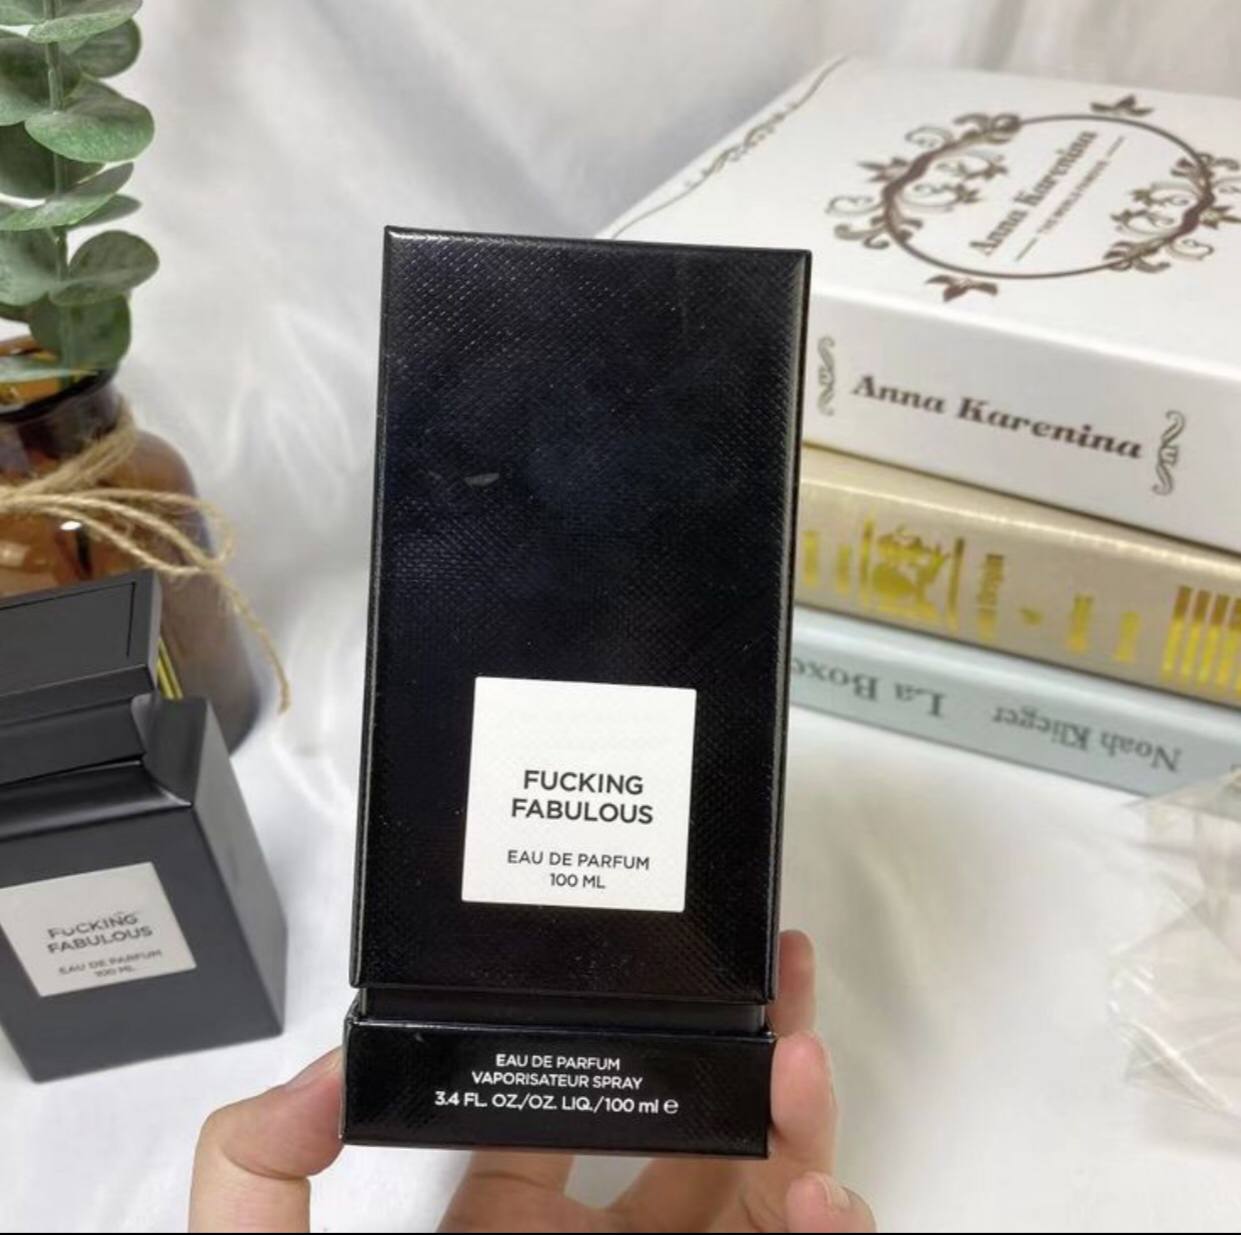 Anna Karenina
Anna Karenina
La Boxe
Noah Klieger
FUCKING
FABULOUS
EAU DE PARFUM
100 ML
FUCKING
FABULOUS
EAU DE PARFUM
100 ML
EAU DE PARFUM
VAPORISATEUR SPRAY
3.4 FL. OZ./OZ. LIQ./100 ml ℮